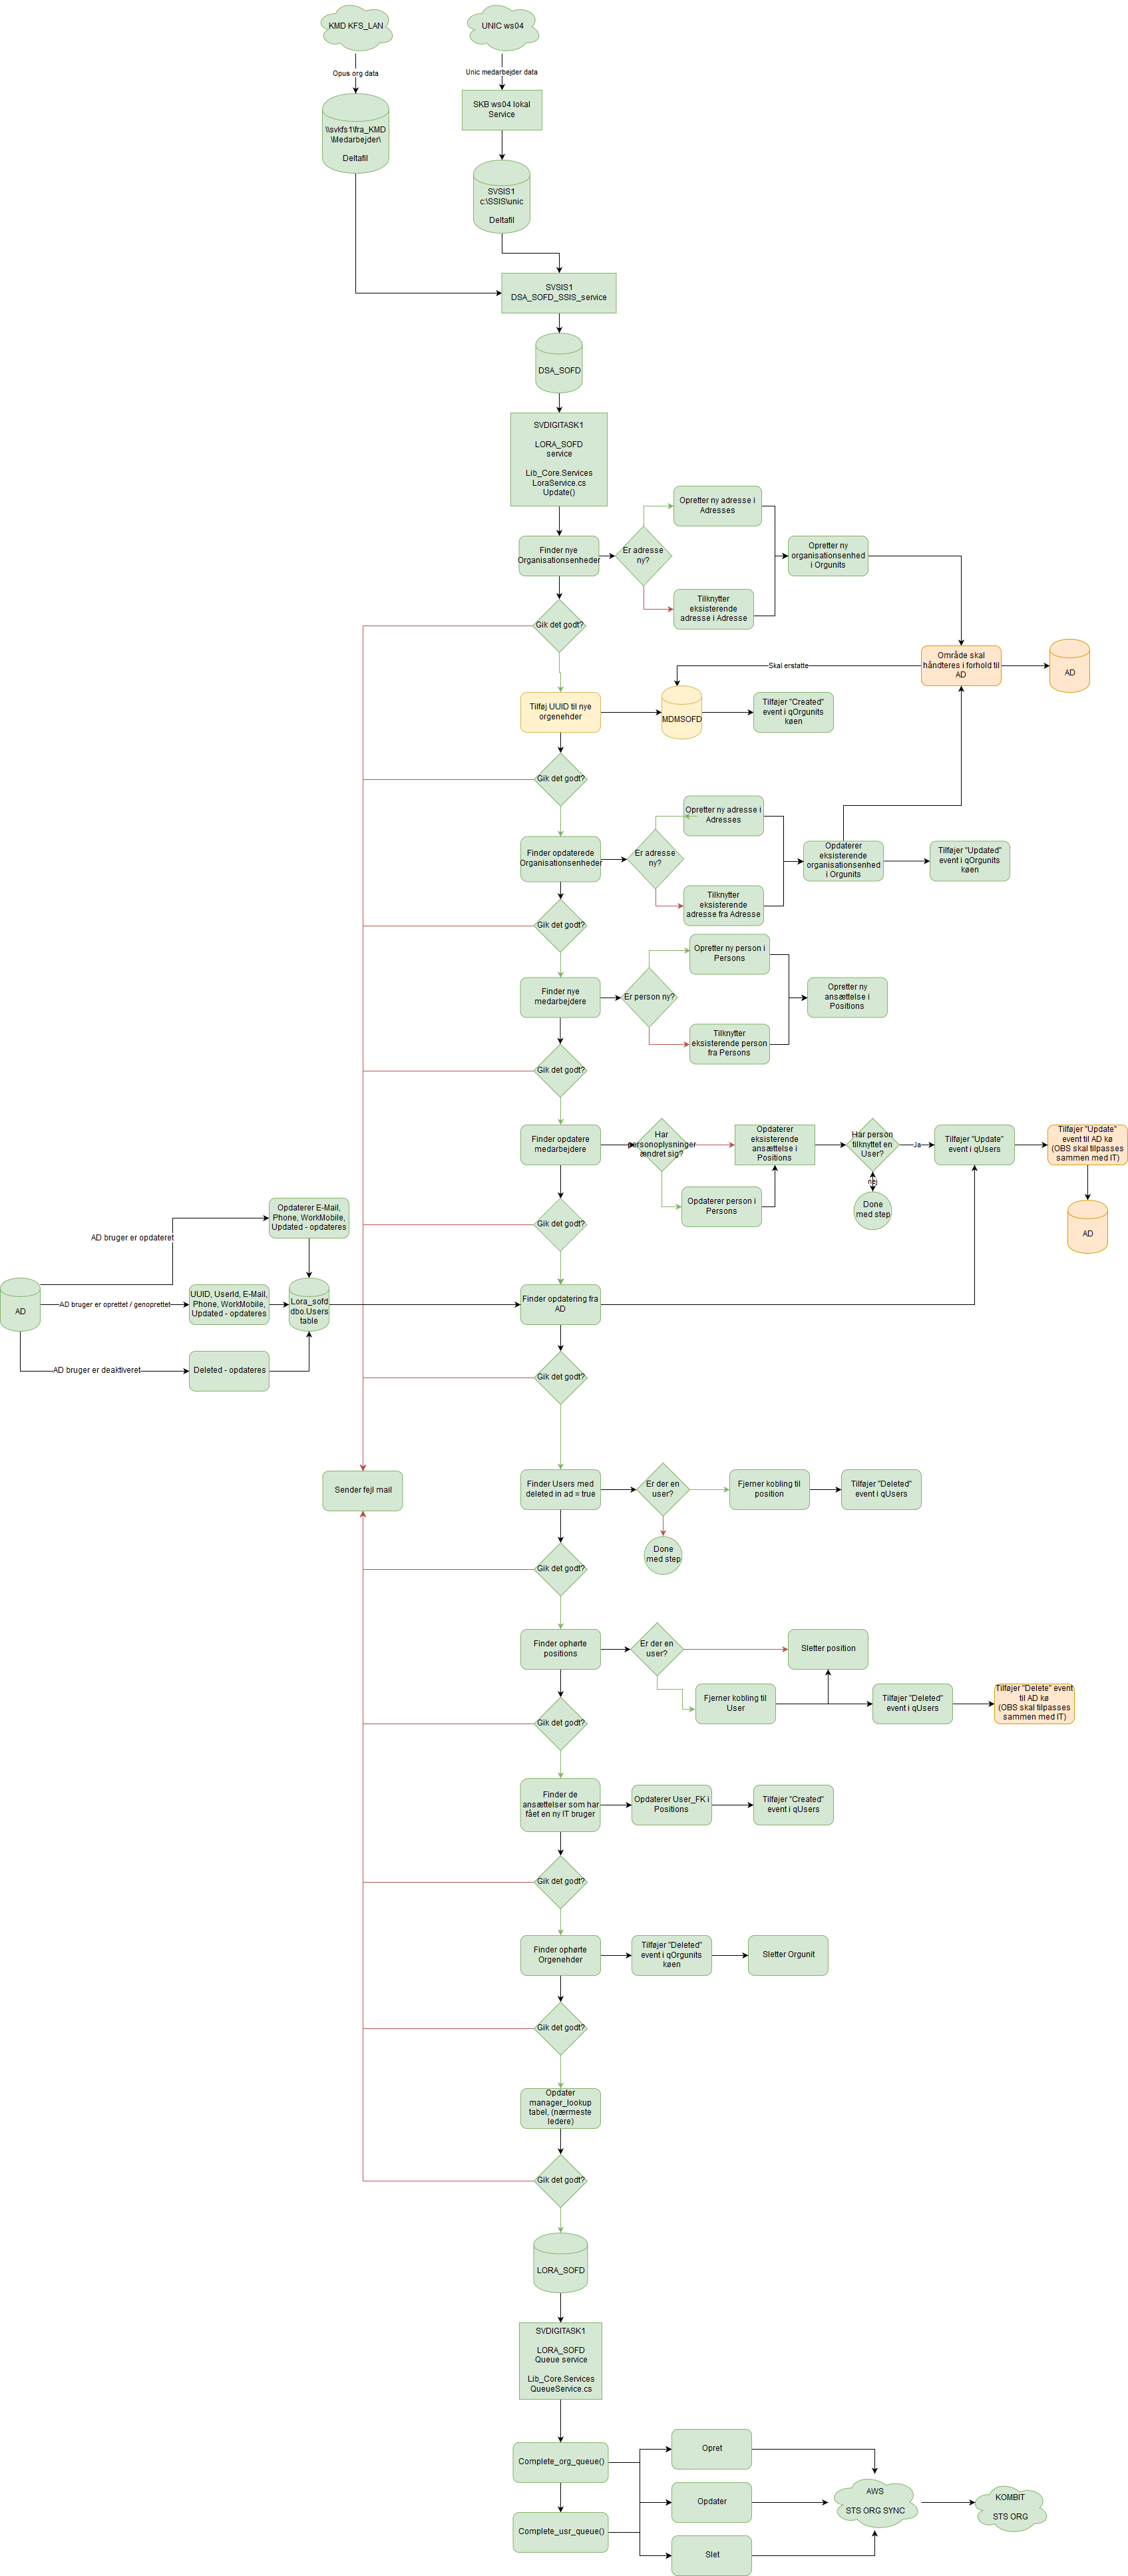 KMD KFS_LAN
UNIC ws04
Opus org data
Unic medarbejder data
SKB ws04 lokal
Service
\\svkfs1\fra_KMD
\Medarbejder\
Deltafil
SVSIS1
c:\SSIS\unic
Deltafil
SVSIS1
DSA_SOFD_SSIS_service
DSA_SOFD
SVDIGITASK1
LORA_SOFD
service
Lib_Core.Services
LoraService.cs
Update()
Opretter ny adresse i
Adresses
Finder nye
Organisationsenheder
Er adresse
ny?
Opretter ny
organisationsenhed
i Orgunits
Tilknytter
eksisterende
adresse i Adresse
Gik det godt?
Område skal
håndteres i forhold til
AD
Skal erstatte
AD
Tilføj UUID til nye
orgenehder
MDMSOFD
Tilføjer "Created"
event i qOrgunits
køen
Gik det godt?
Opretter ny adresse i
Adresses
Finder opdaterede
Organisationsenheder
Er adresse
ny?
Opdaterer
eksisterende
organisationsenhed
i Orgunits
Tilføjer "Updated"
event i qOrgunits
køen
Tilknytter
eksisterende
adresse fra Adresse
Gik det godt?
Opretter ny person i
Persons
Finder nye
medarbejdere
Er person ny?
Opretter ny
ansættelse i
Positions
Tilknytter
eksisterende person
fra Persons
Gik det godt?
Finder opdatere
medarbejdere
Har
personoplysninger
ændret sig?
Opdaterer
eksisterende
ansættelse i
Positions
Har person
tilknyttet en
User?
Ja
Tilføjer "Update"
event i qUsers
Tilføjer "Update"
event til AD kø
(OBS skal tilpasses
sammen med IT)
nej
Opdaterer person i
Persons
Done
med step
AD
Gik det godt?
Opdaterer E-Mail,
Phone, WorkMobile,
Updated - opdateres
AD bruger er opdateret
AD
AD bruger er oprettet / genoprettet
UUID, UserId, E-Mail,
Phone, WorkMobile,
Updated - opdateres
Lora_sofd
dbo.Users
table
Finder opdatering fra
AD
AD bruger er deaktiveret
Deleted - opdateres
Gik det godt?
Sender fejl mail
Finder Users med
deleted in ad = true
Er der en
user?
Fjerner kobling til
position
Tilføjer "Deleted"
event i qUsers
Done
med step
Gik det godt?
Finder ophørte
positions
Er der en
user?
Sletter position
Fjerner kobling til
User
Tilføjer "Deleted"
event i qUsers
Tilføjer "Delete" event
til AD kø
(OBS skal tilpasses
sammen med IT)
Gik det godt?
Finder de
ansættelser som har
fået en ny IT bruger
Opdaterer User_FK i
Positions
Tilføjer "Created"
event i qUsers
Gik det godt?
Finder ophørte
Orgenehder
Tilføjer "Deleted"
event i qOrgunits
køen
Sletter Orgunit
Gik det godt?
Opdater
manager_lookup
tabel, (nærmeste
ledere)
Gik det godt?
LORA_SOFD
SVDIGITASK1
LORA_SOFD
Queue service
Lib_Core.Services
QueueService.cs
Complete_org_queue()
Opret
AWS
STS ORG SYNC
KOMBIT
STS ORG
Opdater
Complete_usr_queue()
Slet